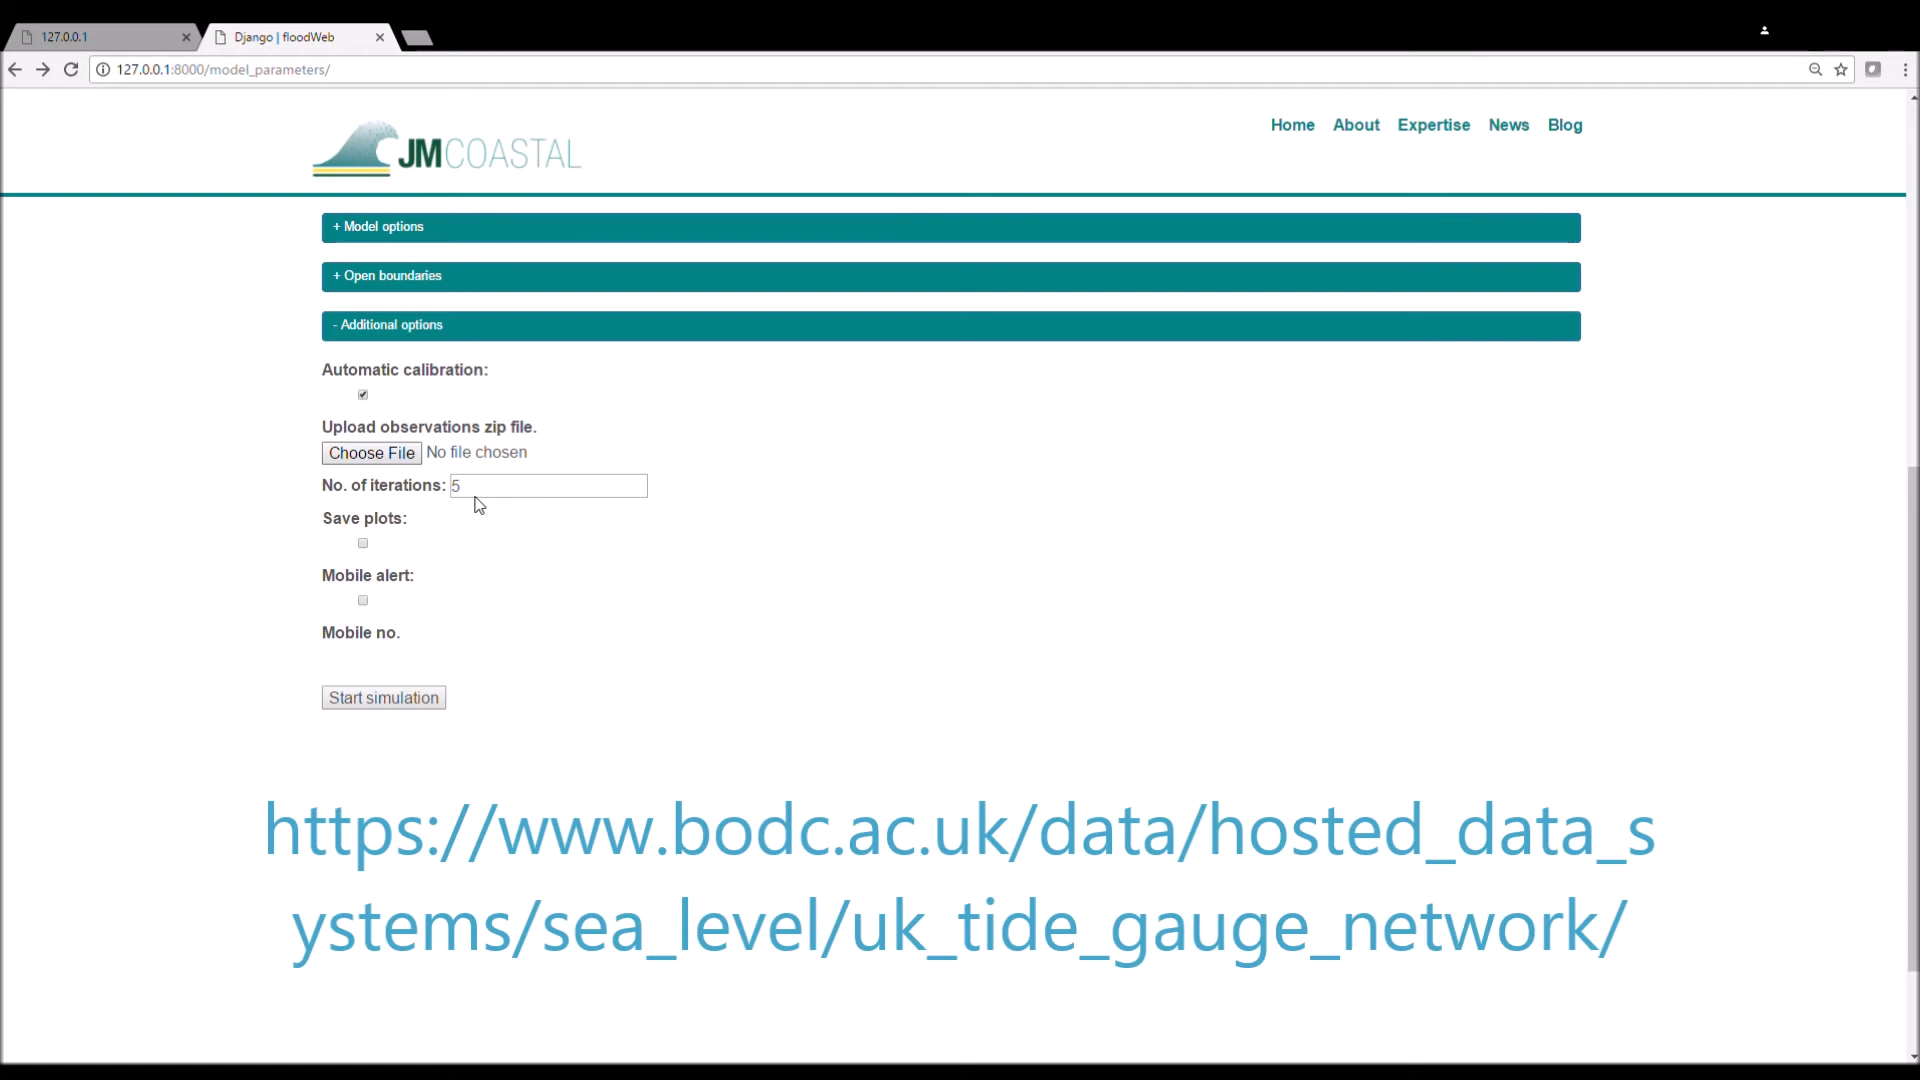 127.0.0.1
Django | floodWeb
127.0.0.1:8000/model_parameters/
JMCOASTAL
Home About Expertise News Blog
+ Model options
+ Open boundaries
- Additional options
Automatic calibration:
Upload observations zip file.
Choose File No file chosen
No. of iterations: 5
Save plots:
Mobile alert:
Mobile no.
Start simulation
https://www.bodc.ac.uk/data/hosted_data_s
ystems/sea_level/uk_tide_gauge_network/